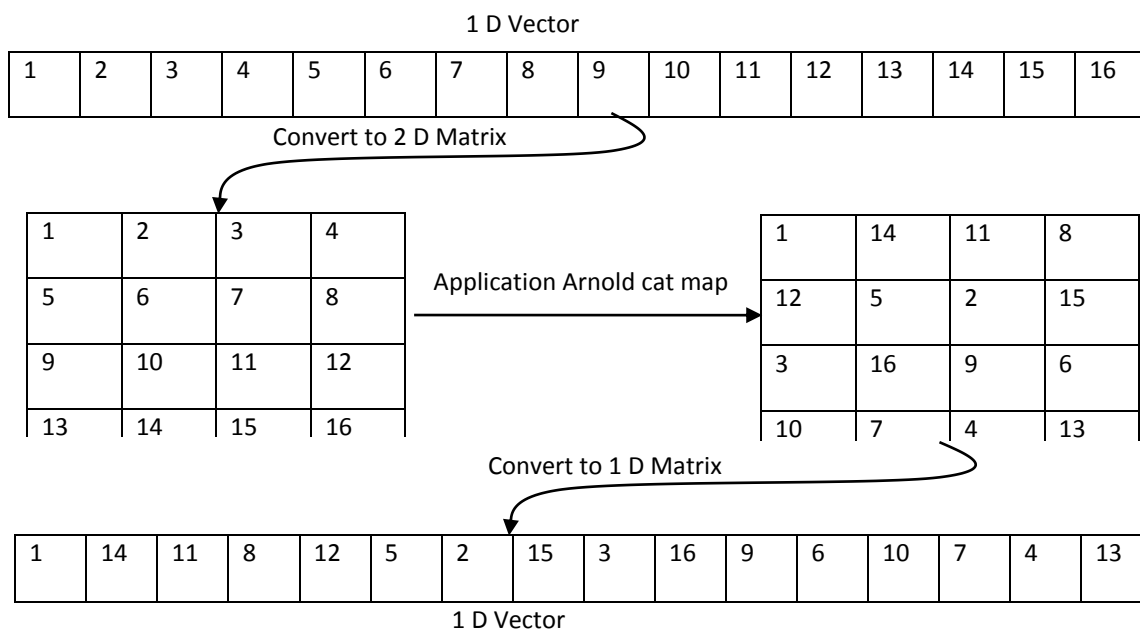 1 D Vector
1 2 3 4 5 6 7 8 9 10 11 12 13 14 15 16
Convert to 2 D Matrix
1 2 3 4
5 6 7 8
9 10 11 12
13 14 15 16
Application Arnold cat map
1 14 11 8
12 5 2 15
3 16 9 6
10 7 4 13
Convert to 1 D Matrix
1 14 11 8 12 5 2 15 3 16 9 6 10 7 4 13
1 D Vector